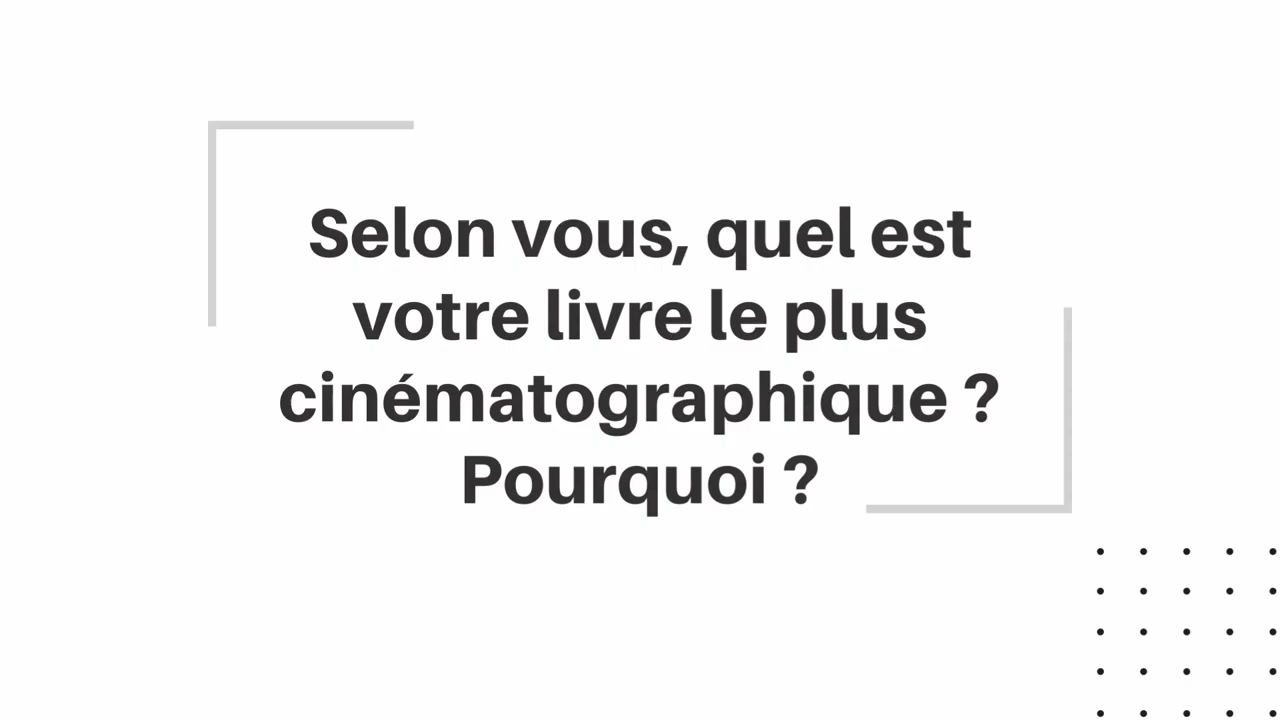 Selon vous, quel est
votre livre le plus
cinématographique ?
Pourquoi ?